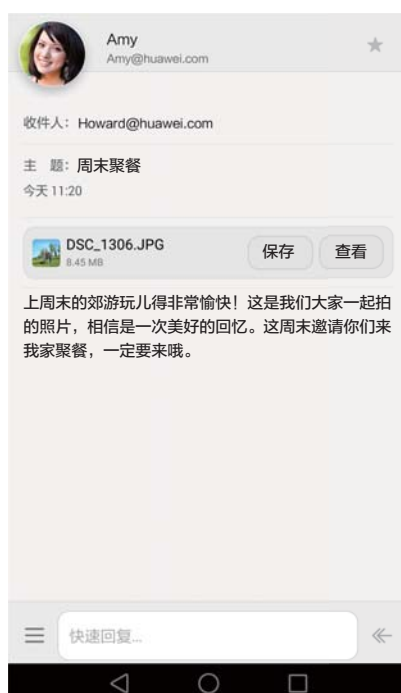 Amy
Amy@huawei.com
收件人：Howard@huawei.com
主 题：周末聚餐
今天 11:20
DSC_1306.JPG
8.45 MB
保存
查看
上周末的郊游玩儿得非常愉快！这是我们大家一起拍
的照片，相信是一次美好的回忆。这周末邀请你们来
我家聚餐，一定要来哦。
快速回复...